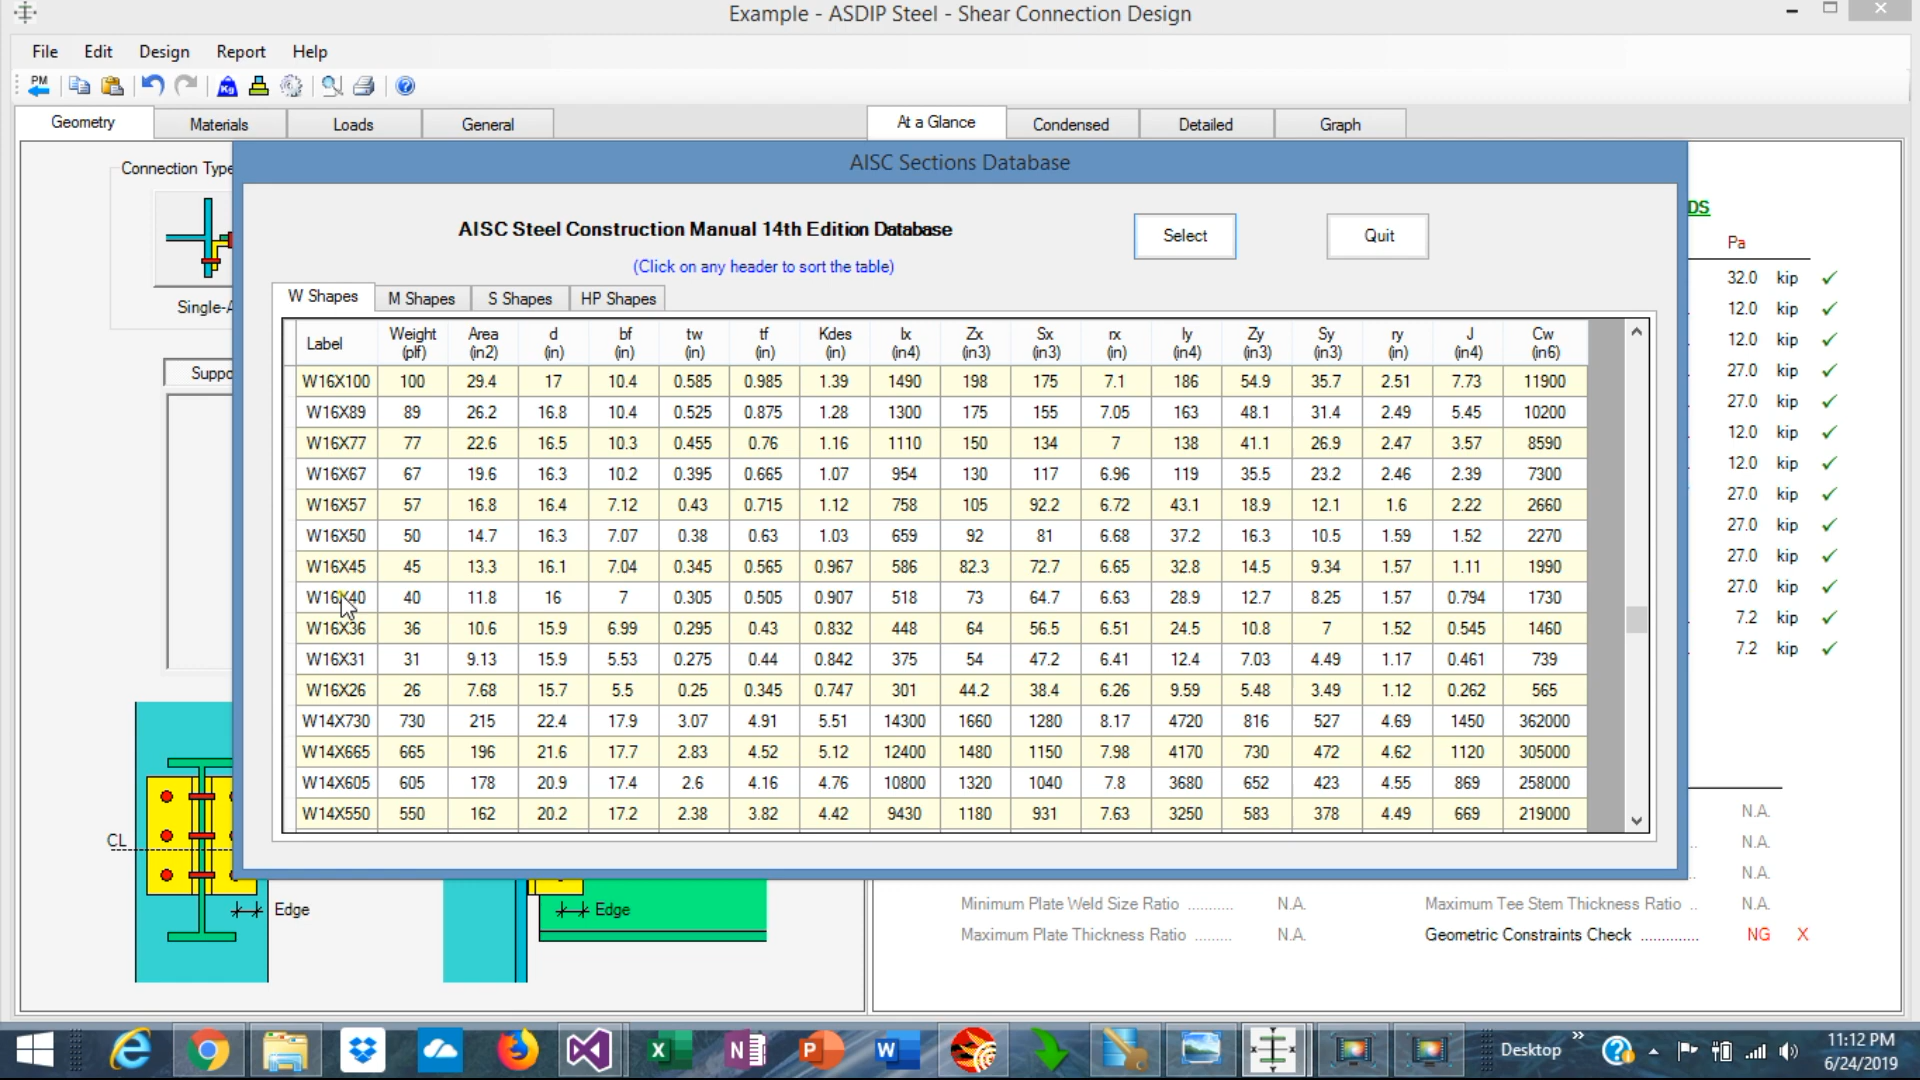 Example - ASDIP Steel - Shear Connection Design
File Edit Design Report Help
PM Kg
Geometry Materials Loads General At a Glance Condensed Detailed Graph
AISC Sections Database
Connection Type
AISC Steel Construction Manual 14th Edition Database
Select Quit
(Click on any header to sort the table)
W Shapes M Shapes S Shapes HP Shapes
Label Weight (plf) Area (in2) d (in) bf (in) tw (in) tf (in) Kdes (in) Ix (in4) Zx (in3) Sx (in3) rx (in) Iy (in4) Zy (in3) Sy (in3) ry (in) J (in4) Cw (in6)
W16X100 100 29.4 17 10.4 0.585 0.985 1.39 1490 198 175 7.1 186 54.9 35.7 2.51 7.73 11900
W16X89 89 26.2 16.8 10.4 0.525 0.875 1.28 1300 175 155 7.05 163 48.1 31.4 2.49 5.45 10200
W16X77 77 22.6 16.5 10.3 0.455 0.76 1.16 1110 150 134 7 138 41.1 26.9 2.47 3.57 8590
W16X67 67 19.6 16.3 10.2 0.395 0.665 1.07 954 130 117 6.96 119 35.5 23.2 2.46 2.39 7300
W16X57 57 16.8 16.4 7.12 0.43 0.715 1.12 758 105 92.2 6.72 43.1 18.9 12.1 1.6 2.22 2660
W16X50 50 14.7 16.3 7.07 0.38 0.63 1.03 659 92 81 6.68 37.2 16.3 10.5 1.59 1.52 2270
W16X45 45 13.3 16.1 7.04 0.345 0.565 0.967 586 82.3 72.7 6.65 32.8 14.5 9.34 1.57 1.11 1990
W16X40 40 11.8 16 7 0.305 0.505 0.907 518 73 64.7 6.63 28.9 12.7 8.25 1.57 0.794 1730
W16X36 36 10.6 15.9 6.99 0.295 0.43 0.832 448 64 56.5 6.51 24.5 10.8 7 1.52 0.545 1460
W16X31 31 9.13 15.9 5.53 0.275 0.44 0.842 375 54 47.2 6.41 12.4 7.03 4.49 1.17 0.461 739
W16X26 26 7.68 15.7 5.5 0.25 0.345 0.747 301 44.2 38.4 6.26 9.59 5.48 3.49 1.12 0.262 565
W14X730 730 215 22.4 17.9 3.07 4.91 5.51 14300 1660 1280 8.17 4720 816 527 4.69 1450 362000
W14X665 665 196 21.6 17.7 2.83 4.52 5.12 12400 1480 1150 7.98 4170 730 472 4.62 1120 305000
W14X605 605 178 20.9 17.4 2.6 4.16 4.76 10800 1320 1040 7.8 3680 652 423 4.55 869 258000
W14X550 550 162 20.2 17.2 2.38 3.82 4.42 9430 1180 931 7.63 3250 583 378 4.49 669 219000
Single-A
Suppo
DS
Pa
32.0 kip ✓
12.0 kip ✓
12.0 kip ✓
27.0 kip ✓
27.0 kip ✓
12.0 kip ✓
12.0 kip ✓
27.0 kip ✓
27.0 kip ✓
27.0 kip ✓
27.0 kip ✓
7.2 kip ✓
7.2 kip ✓
N.A.
N.A.
N.A.
CL
Edge
Edge
Minimum Plate Weld Size Ratio ........... N.A. Maximum Tee Stem Thickness Ratio .. N.A.
Maximum Plate Thickness Ratio ......... N.A. Geometric Constraints Check .............. NG X
Desktop
11:12 PM
6/24/2019